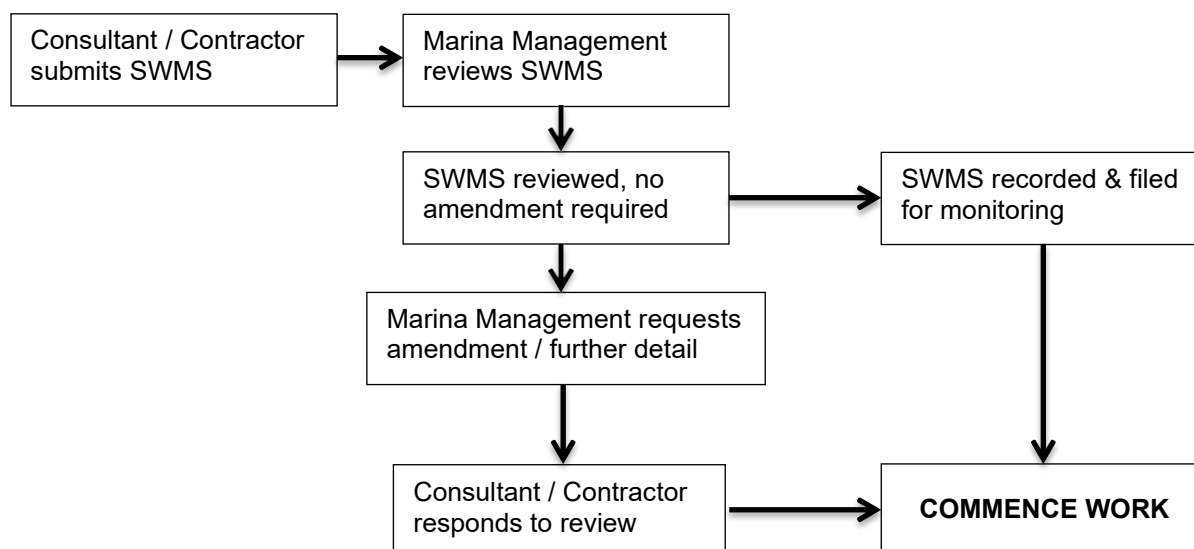 Consultant / Contractor
submits SWMS
Marina Management
reviews SWMS
SWMS reviewed, no
amendment required
SWMS recorded & filed
for monitoring
Marina Management requests
amendment / further detail
Consultant / Contractor
responds to review
COMMENCE WORK